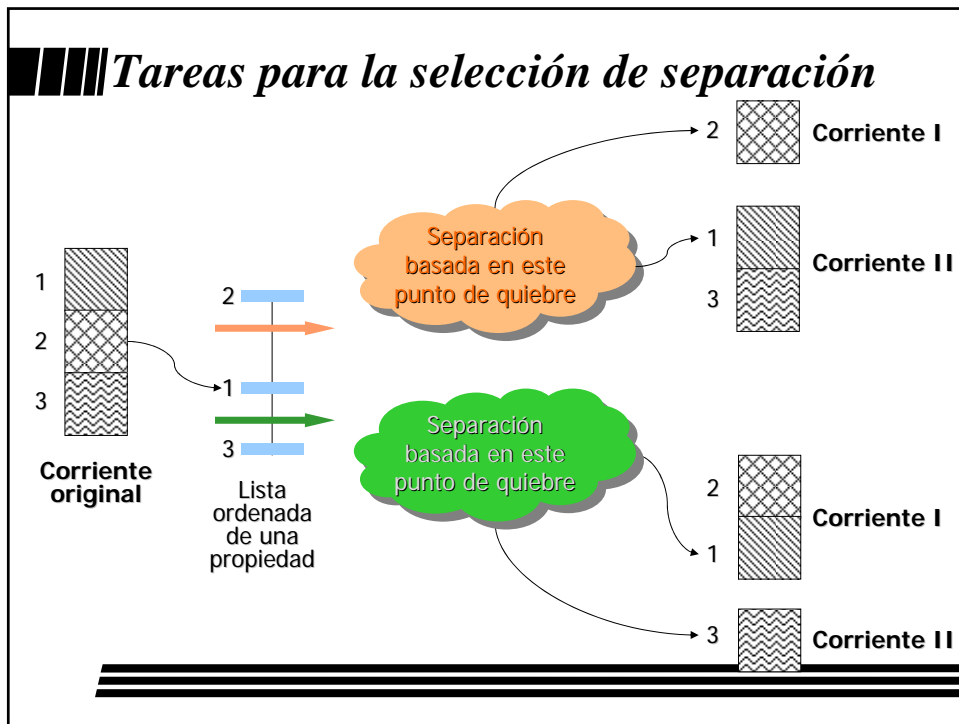 Tareas para la selección de separación
1
2
3
Corriente
original
2
1
3
Lista
ordenada
de una
propiedad
Separación
basada en este
punto de quiebre
Separación
basada en este
punto de quiebre
2
Corriente I
1
3
Corriente II
2
1
Corriente I
3
Corriente II